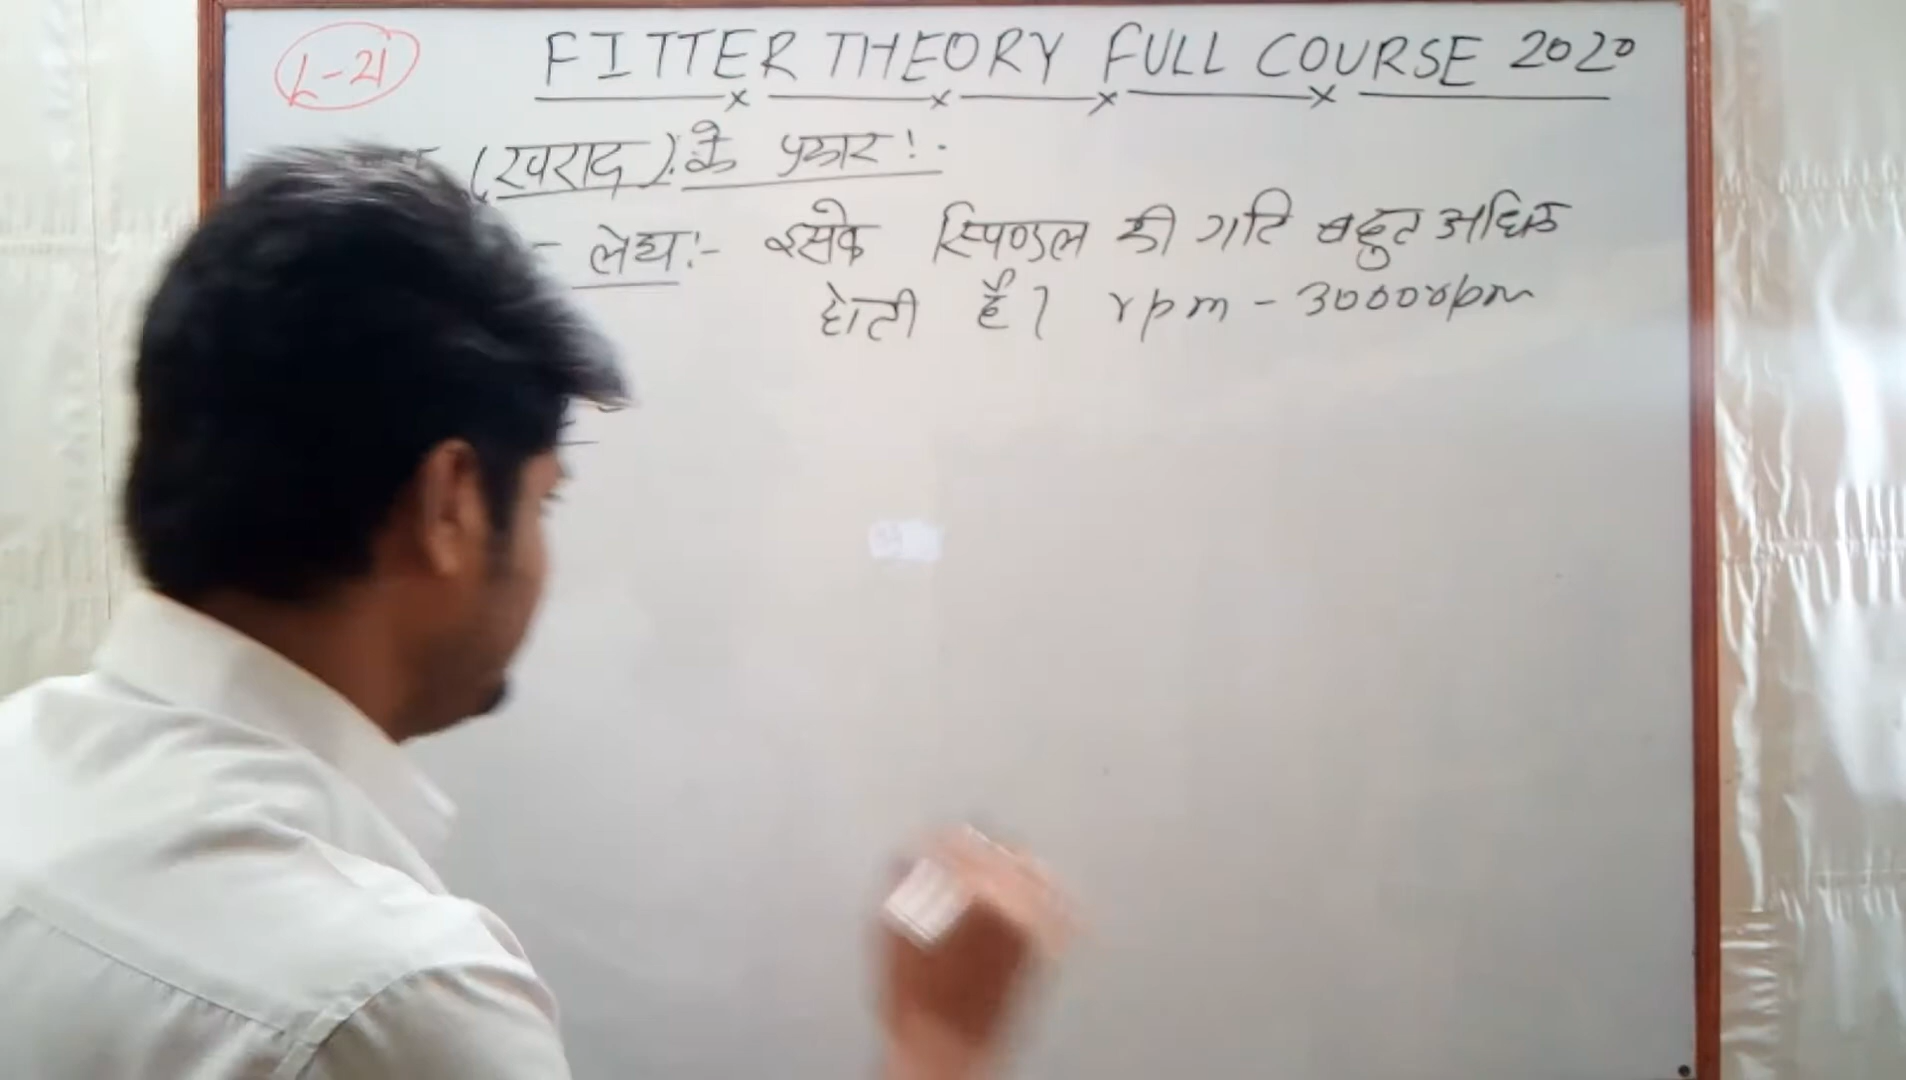 L-21
FITTER THEORY FULL COURSE 2020
(खराद) के प्रकार :-
- लेथ :- इसके स्पिण्डल की गति बहुत अधिक
होती है। rpm - 3000rpm